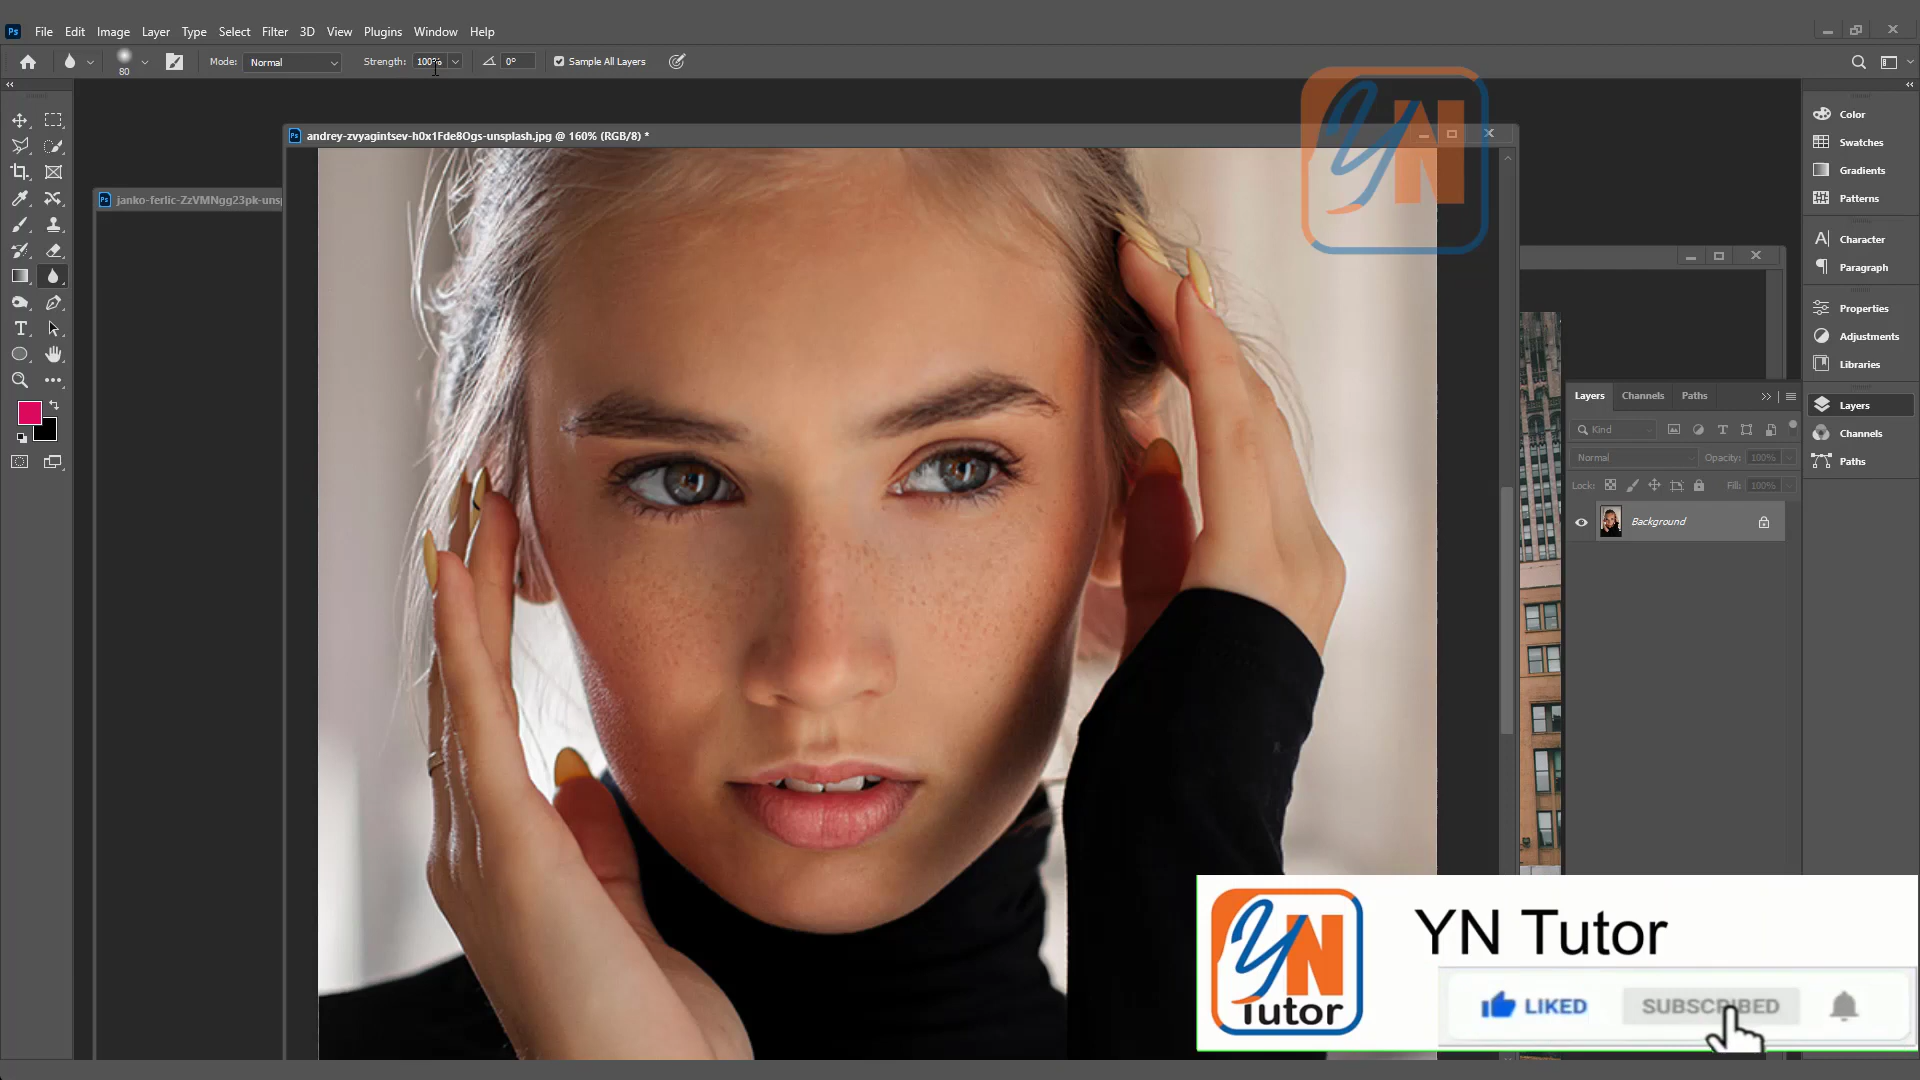 Ps File Edit Image Layer Type Select Filter 3D View Plugins Window Help
80 Mode: Normal Strength: 100% 0° Sample All Layers
andrey-zvyagintsev-h0x1Fde8Ogs-unsplash.jpg @ 160% (RGB/8) *
janko-ferlic-ZzVMNgg23pk-uns
YN
Color
Swatches
Gradients
Patterns
Character
Paragraph
Properties
Adjustments
Libraries
Layers
Channels
Paths
Layers Channels Paths
Kind
Normal Opacity: 100%
Lock: Fill: 100%
Background
YN Tutor
YN Tutor
LIKED SUBSCRIBED